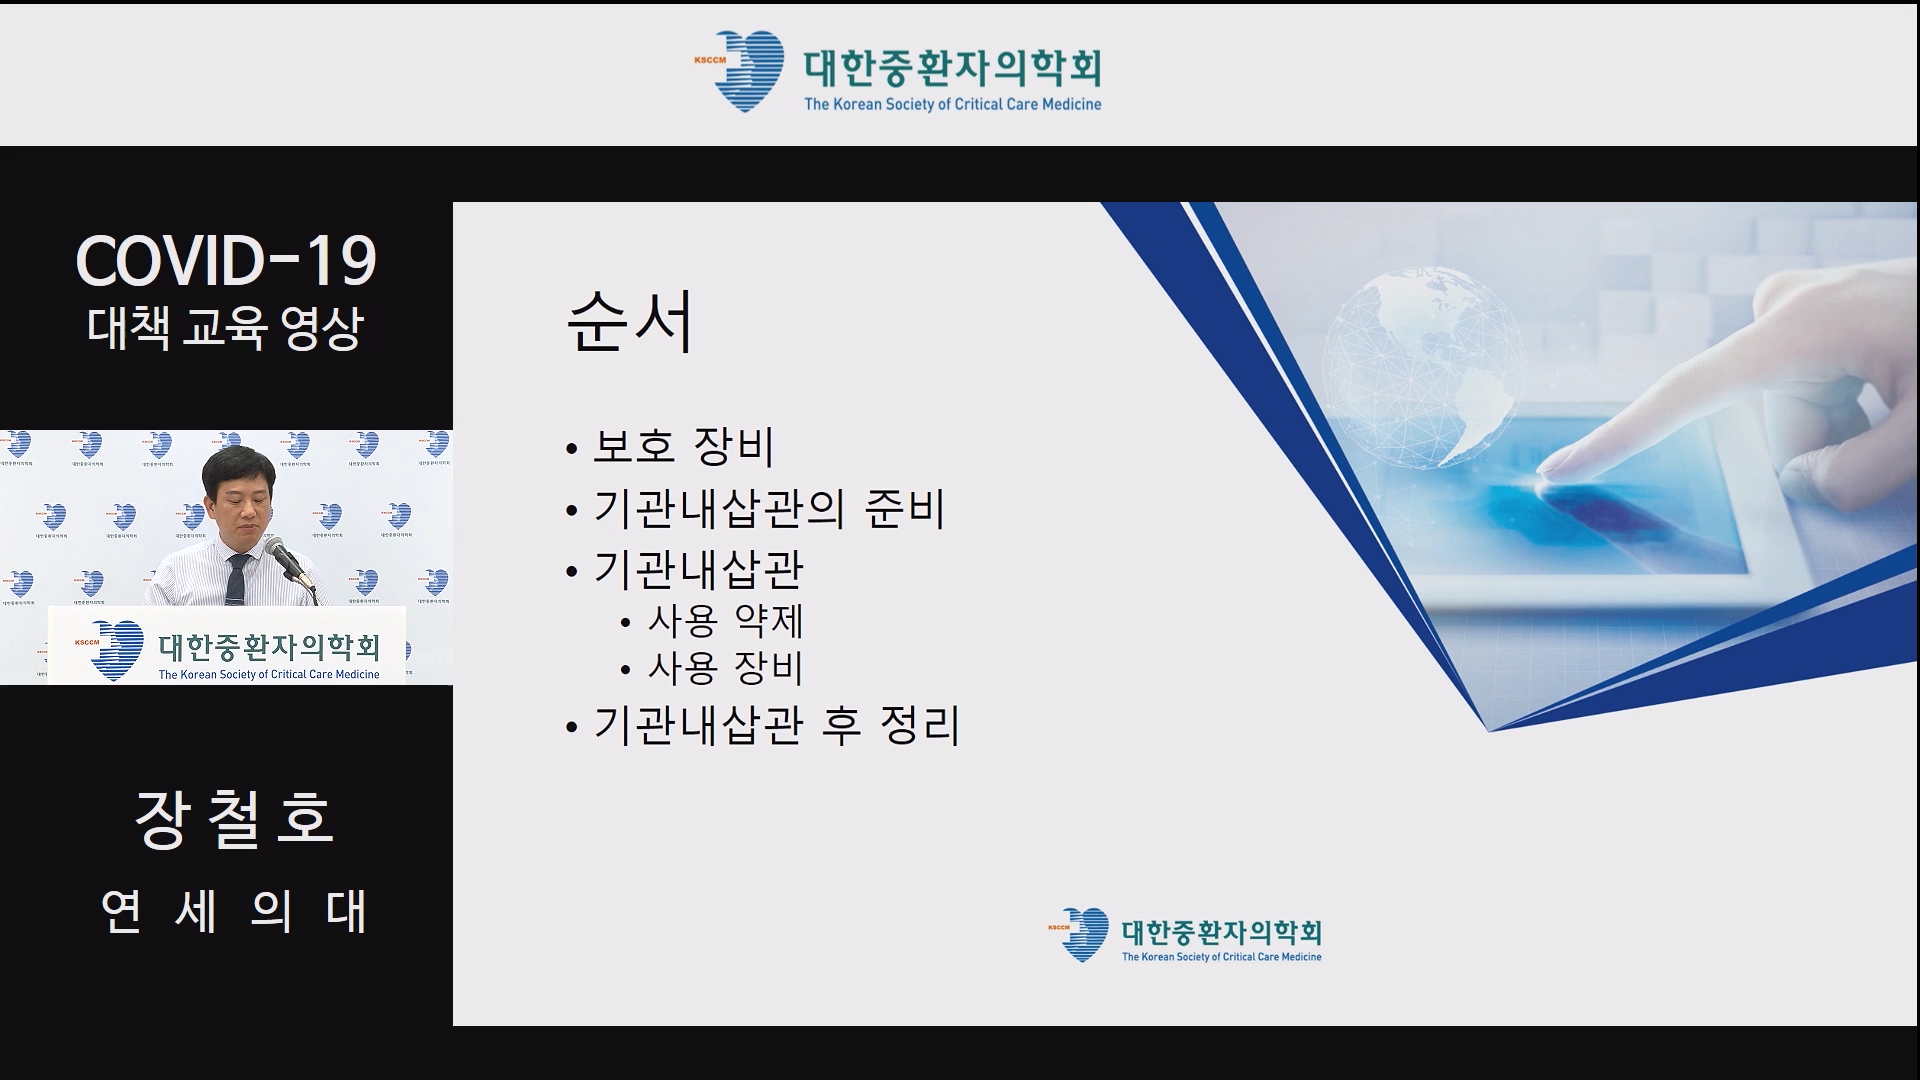 KSCCM
대한중환자의학회
The Korean Society of Critical Care Medicine
COVID-19
대책 교육 영상
KSCCM
대한중환자의학회
The Korean Society of Critical Care Medicine
장철호
연세의대
순서
• 보호 장비
• 기관내삽관의 준비
• 기관내삽관
• 사용 약제
• 사용 장비
• 기관내삽관 후 정리
KSCCM
대한중환자의학회
The Korean Society of Critical Care Medicine